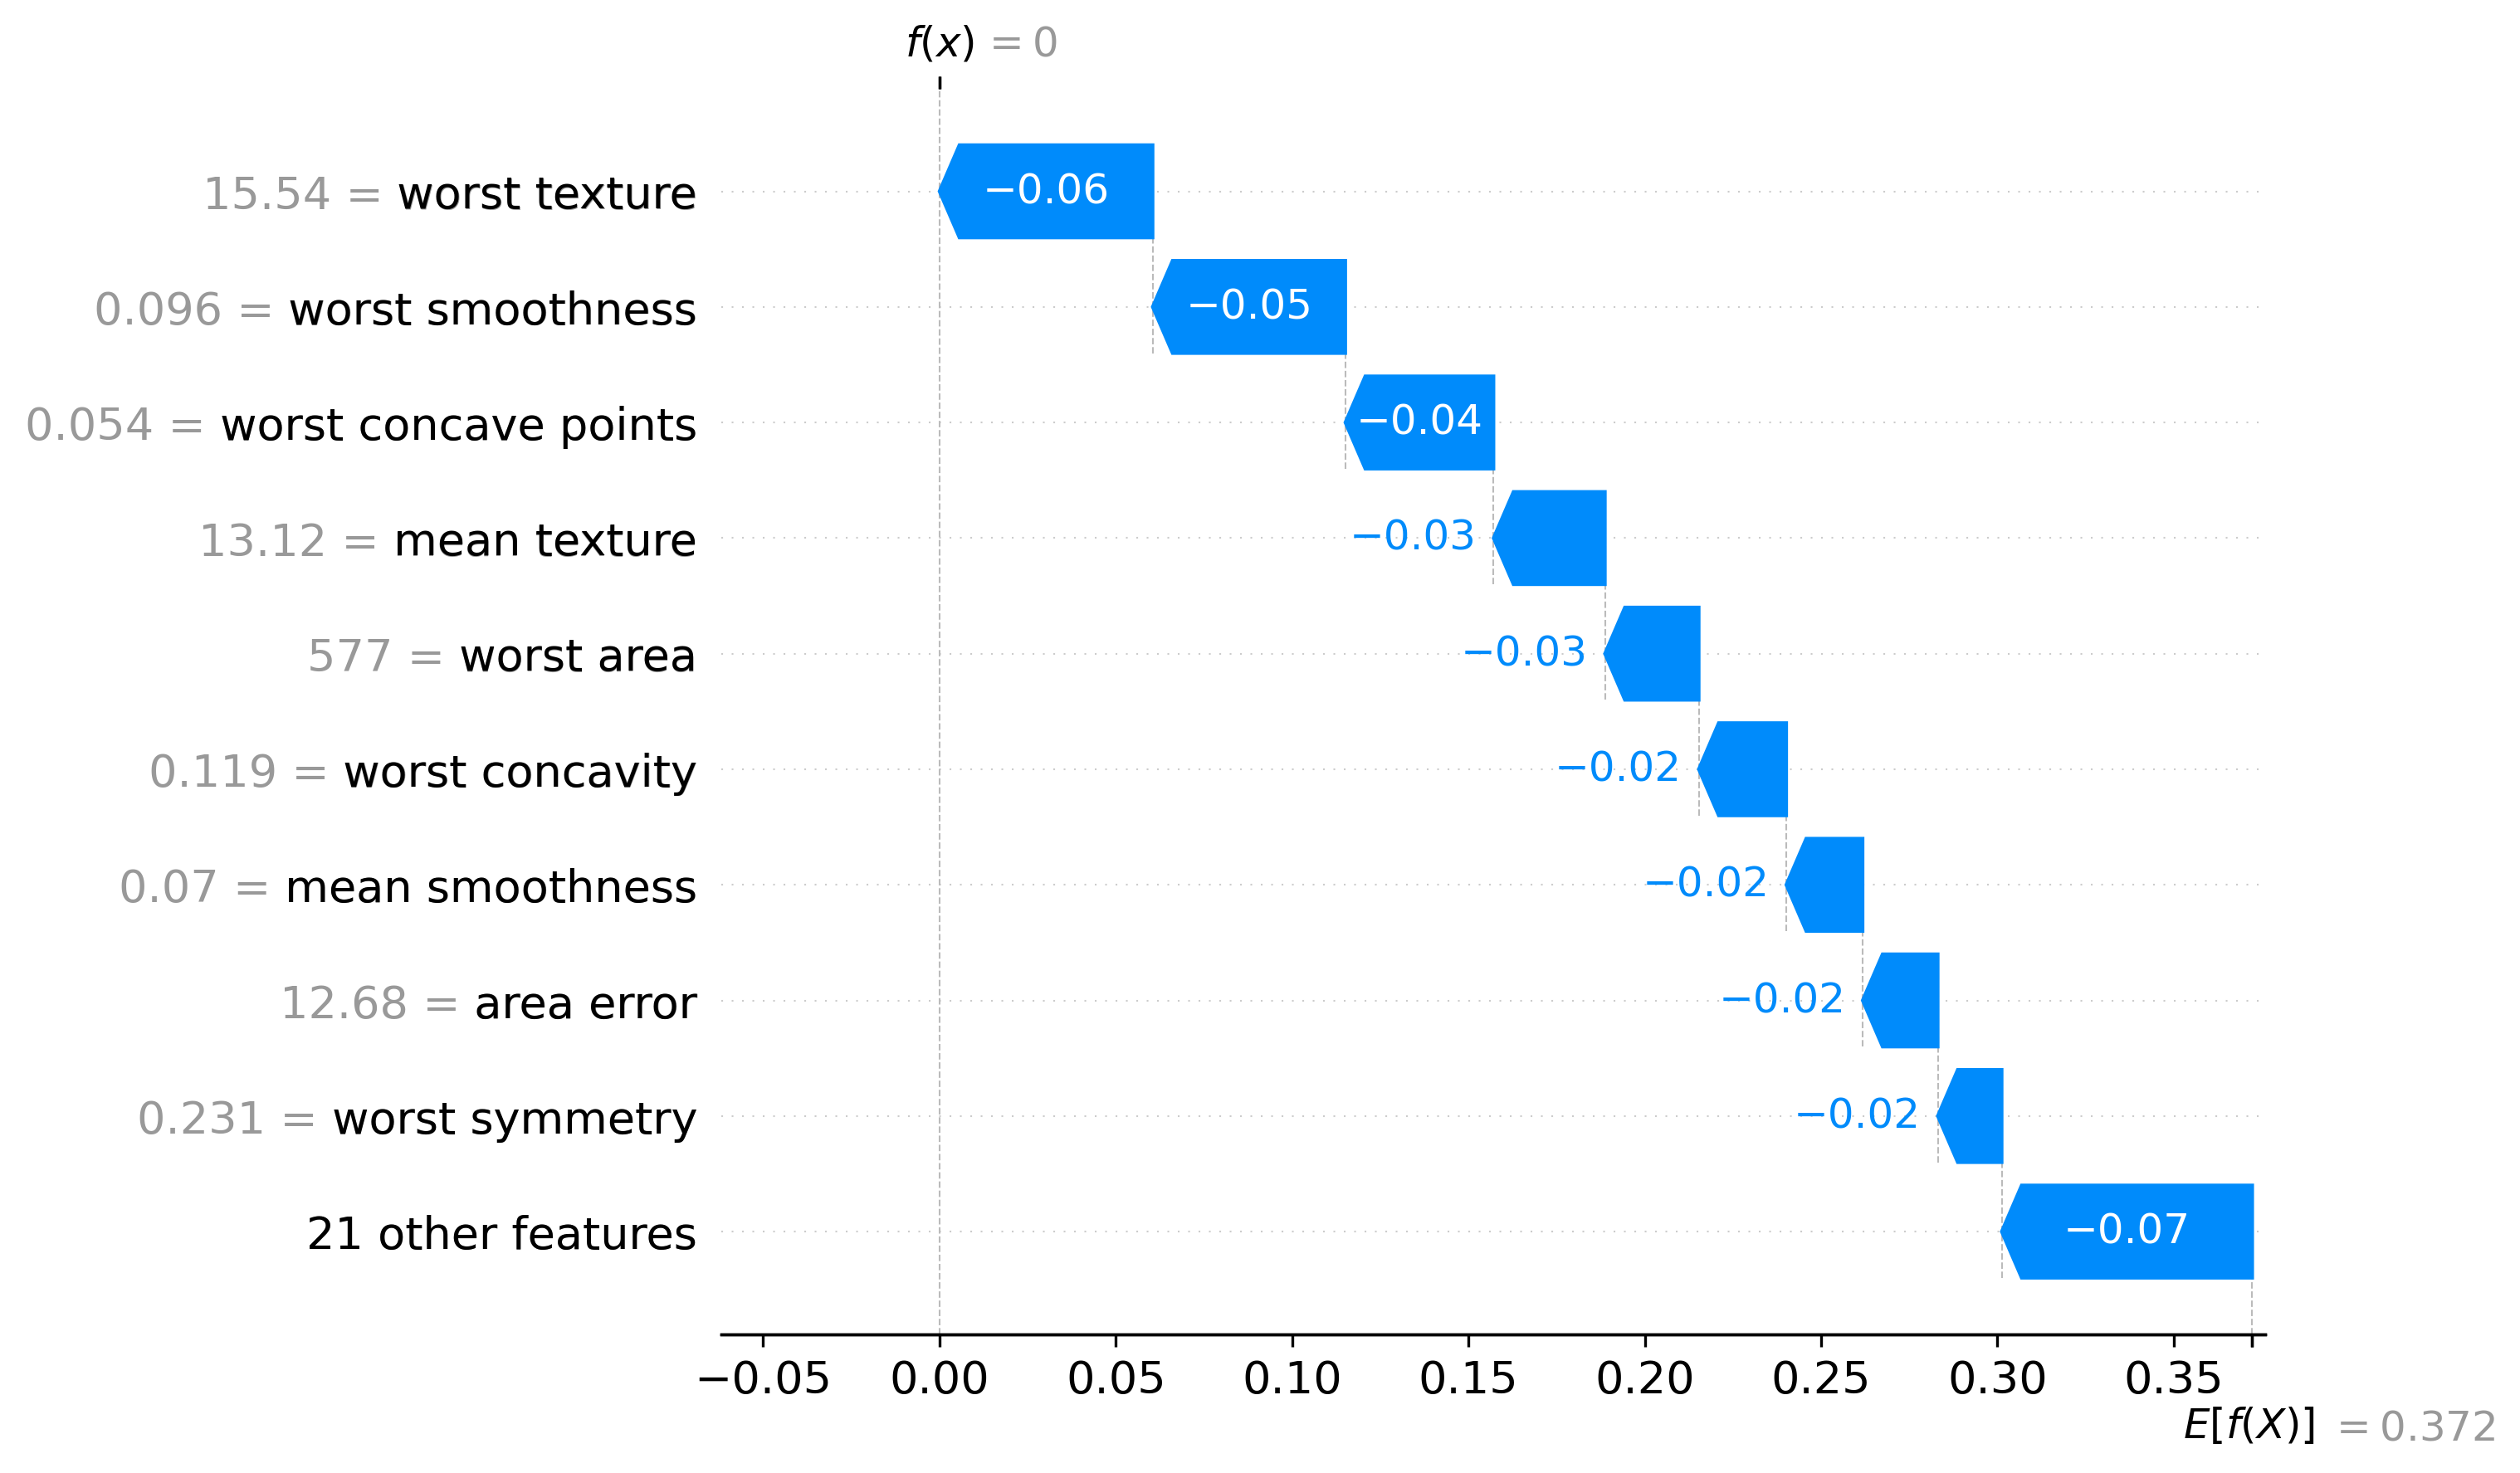 f(x) = 0
15.54 = worst texture −0.06
0.096 = worst smoothness −0.05
0.054 = worst concave points −0.04
13.12 = mean texture −0.03
577 = worst area −0.03
0.119 = worst concavity −0.02
0.07 = mean smoothness −0.02
12.68 = area error −0.02
0.231 = worst symmetry −0.02
21 other features −0.07
−0.05 0.00 0.05 0.10 0.15 0.20 0.25 0.30 0.35
E[f(X)] = 0.372